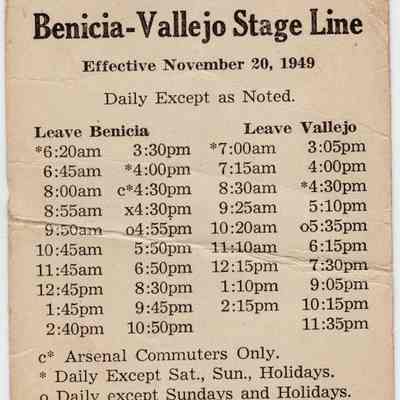 Benicia-Vallejo Stage Line
Effective November 20, 1949
Daily Except as Noted.
Leave Benicia Leave Vallejo
*6:20am 3:30pm *7:00am 3:05pm
6:45am *4:00pm 7:15am 4:00pm
8:00am c*4:30pm 8:30am *4:30pm
8:55am x4:30pm 9:25am 5:10pm
9:50am o4:55pm 10:20am o5:35pm
10:45am 5:50pm 11:10am 6:15pm
11:45am 6:50pm 12:15pm 7:30pm
12:45pm 8:30pm 1:10pm 9:05pm
1:45pm 9:45pm 2:15pm 10:15pm
2:40pm 10:50pm 11:35pm
c* Arsenal Commuters Only.
* Daily Except Sat., Sun., Holidays.
o Daily except Sundays and Holidays.